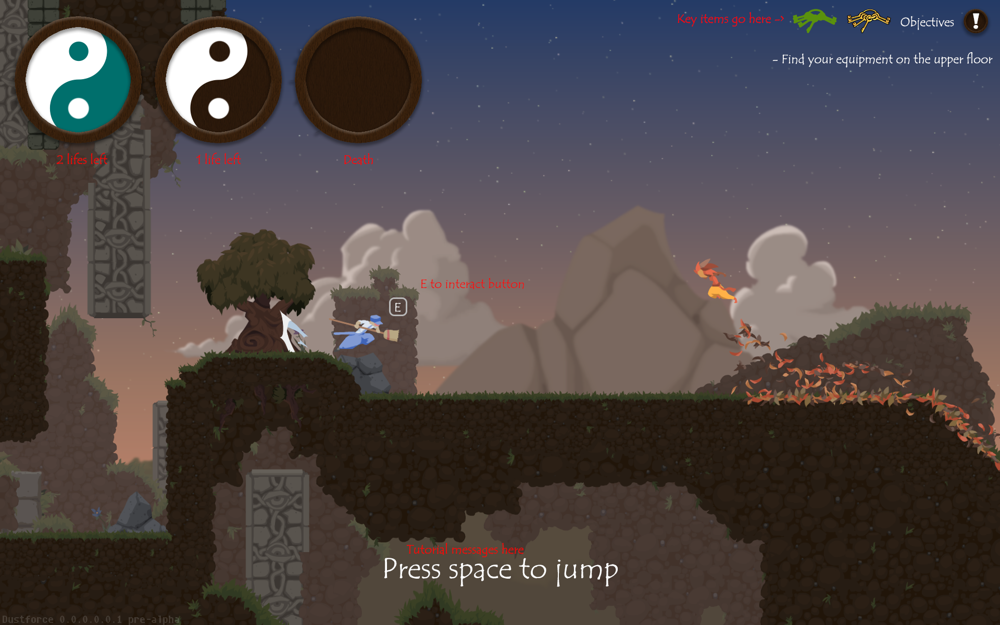 Key items go here ->
Objectives
!
- Find your equipment on the upper floor
2 lifes left
1 life left
Death
E to interact button
E
Tutorial messages here
Press space to jump
Dustforce 0.0.0.0.0.1 pre-alpha